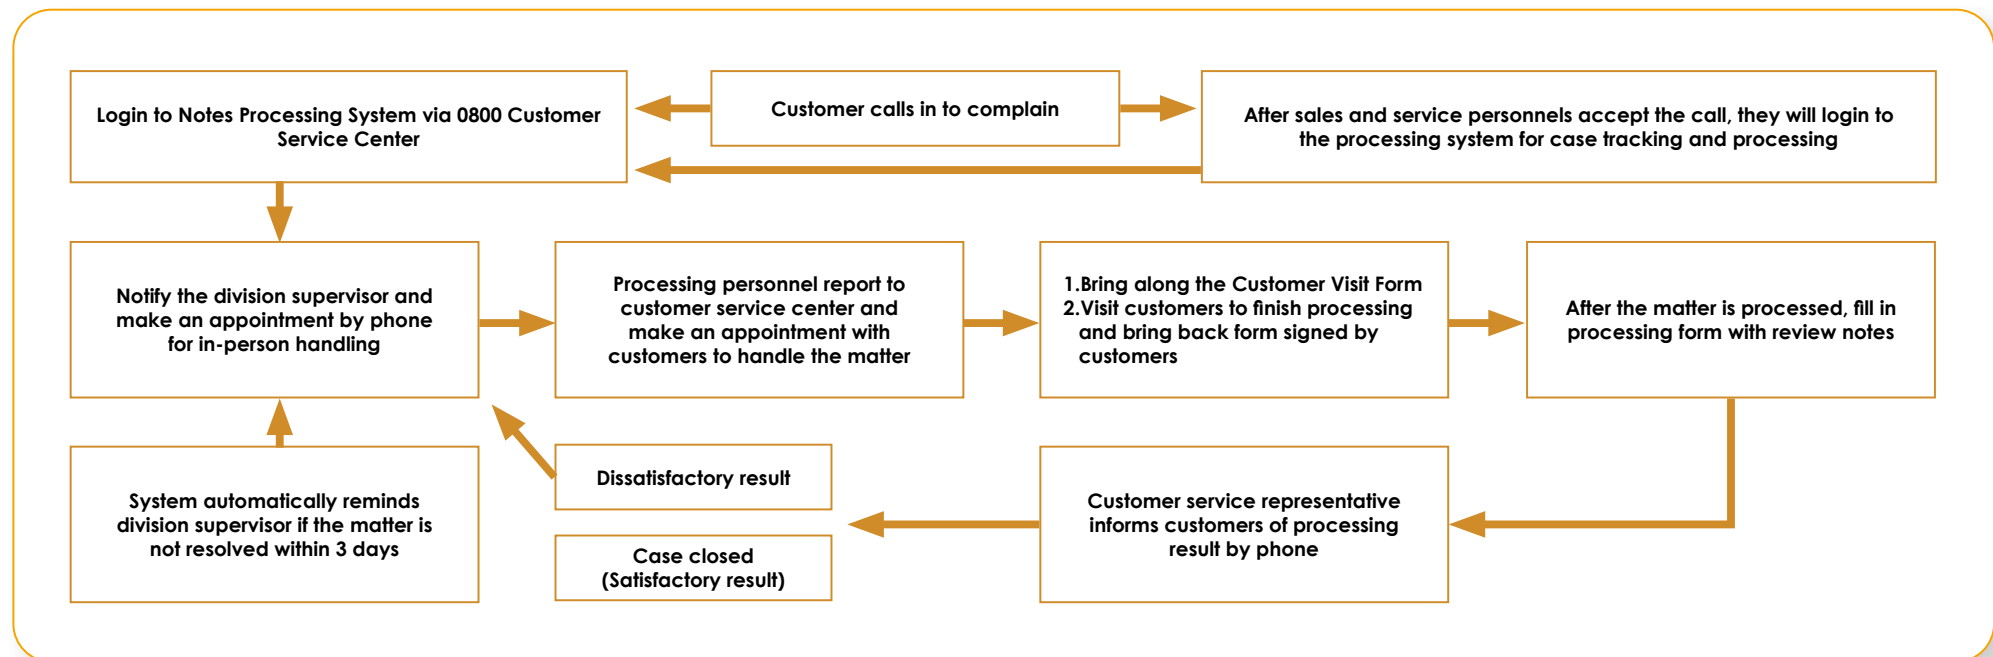 Login to Notes Processing System via 0800 Customer
Service Center
Customer calls in to complain
After sales and service personnels accept the call, they will login to
the processing system for case tracking and processing
Notify the division supervisor and
make an appointment by phone
for in-person handling
Processing personnel report to
customer service center and
make an appointment with
customers to handle the matter
1.Bring along the Customer Visit Form
2.Visit customers to finish processing
and bring back form signed by
customers
After the matter is processed, fill in
processing form with review notes
System automatically reminds
division supervisor if the matter is
not resolved within 3 days
Dissatisfactory result
Case closed
(Satisfactory result)
Customer service representative
informs customers of processing
result by phone